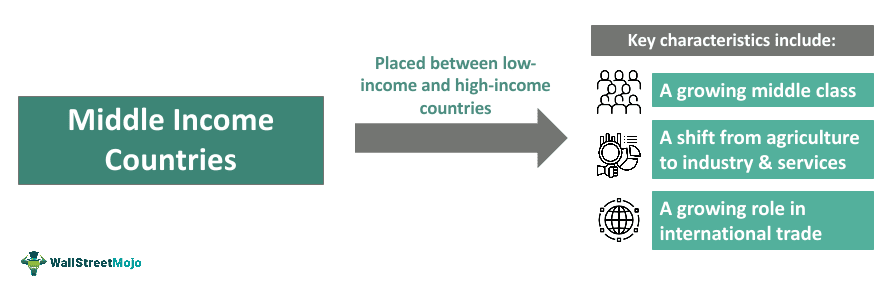 Middle Income
Countries
Placed between low-
income and high-income
countries
Key characteristics include:
A growing middle class
A shift from agriculture
to industry & services
A growing role in
international trade
WallStreetMojo